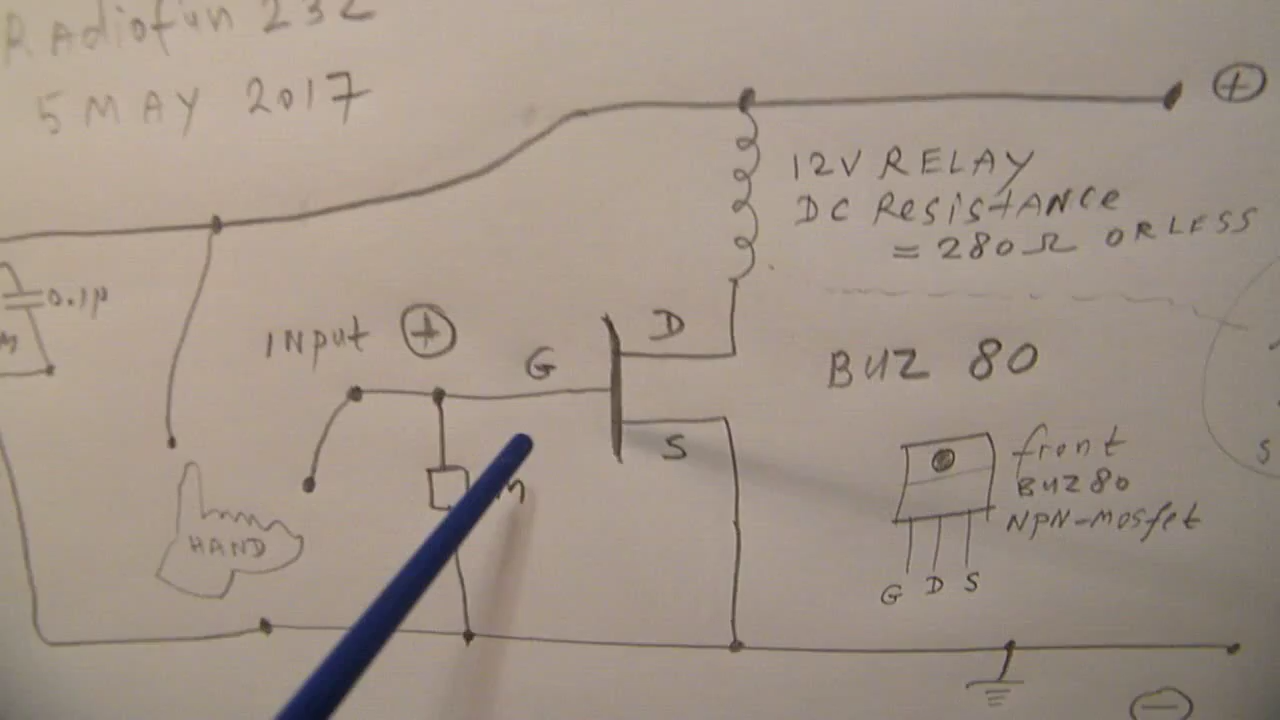 Radiofun 232
5 MAY 2017
+
12V RELAY
DC Resistance
= 280Ω OR LESS
0.1µ
INPUT +
G
D
S
BUZ 80
front
BUZ80
NPN-mosfet
G D S
HAND
S
−